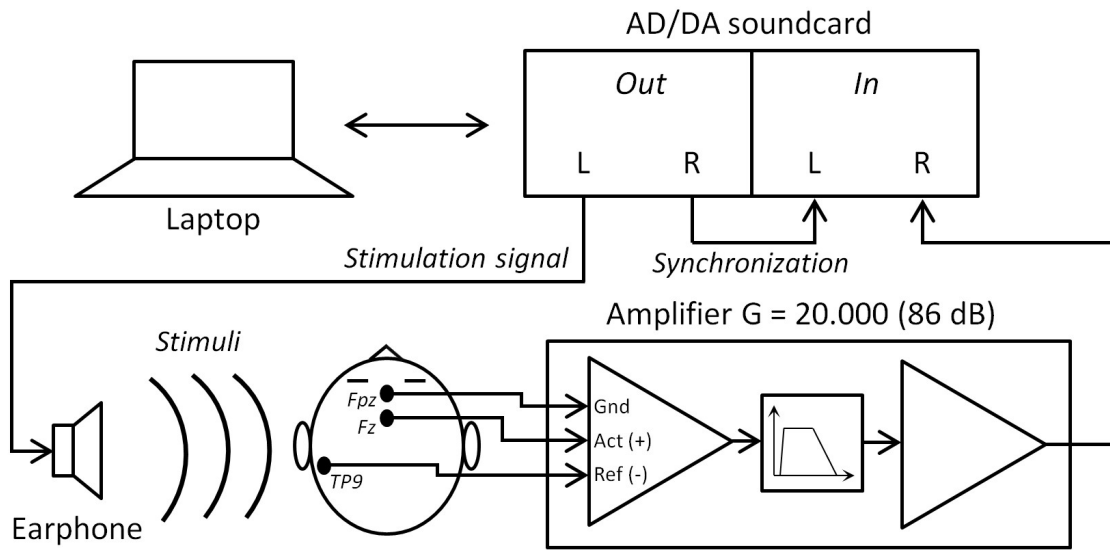 AD/DA soundcard
Out
In
L
R
L
R
Laptop
Stimulation signal
Synchronization
Amplifier G = 20.000 (86 dB)
Stimuli
Fpz
Fz
TP9
Gnd
Act (+)
Ref (-)
Earphone